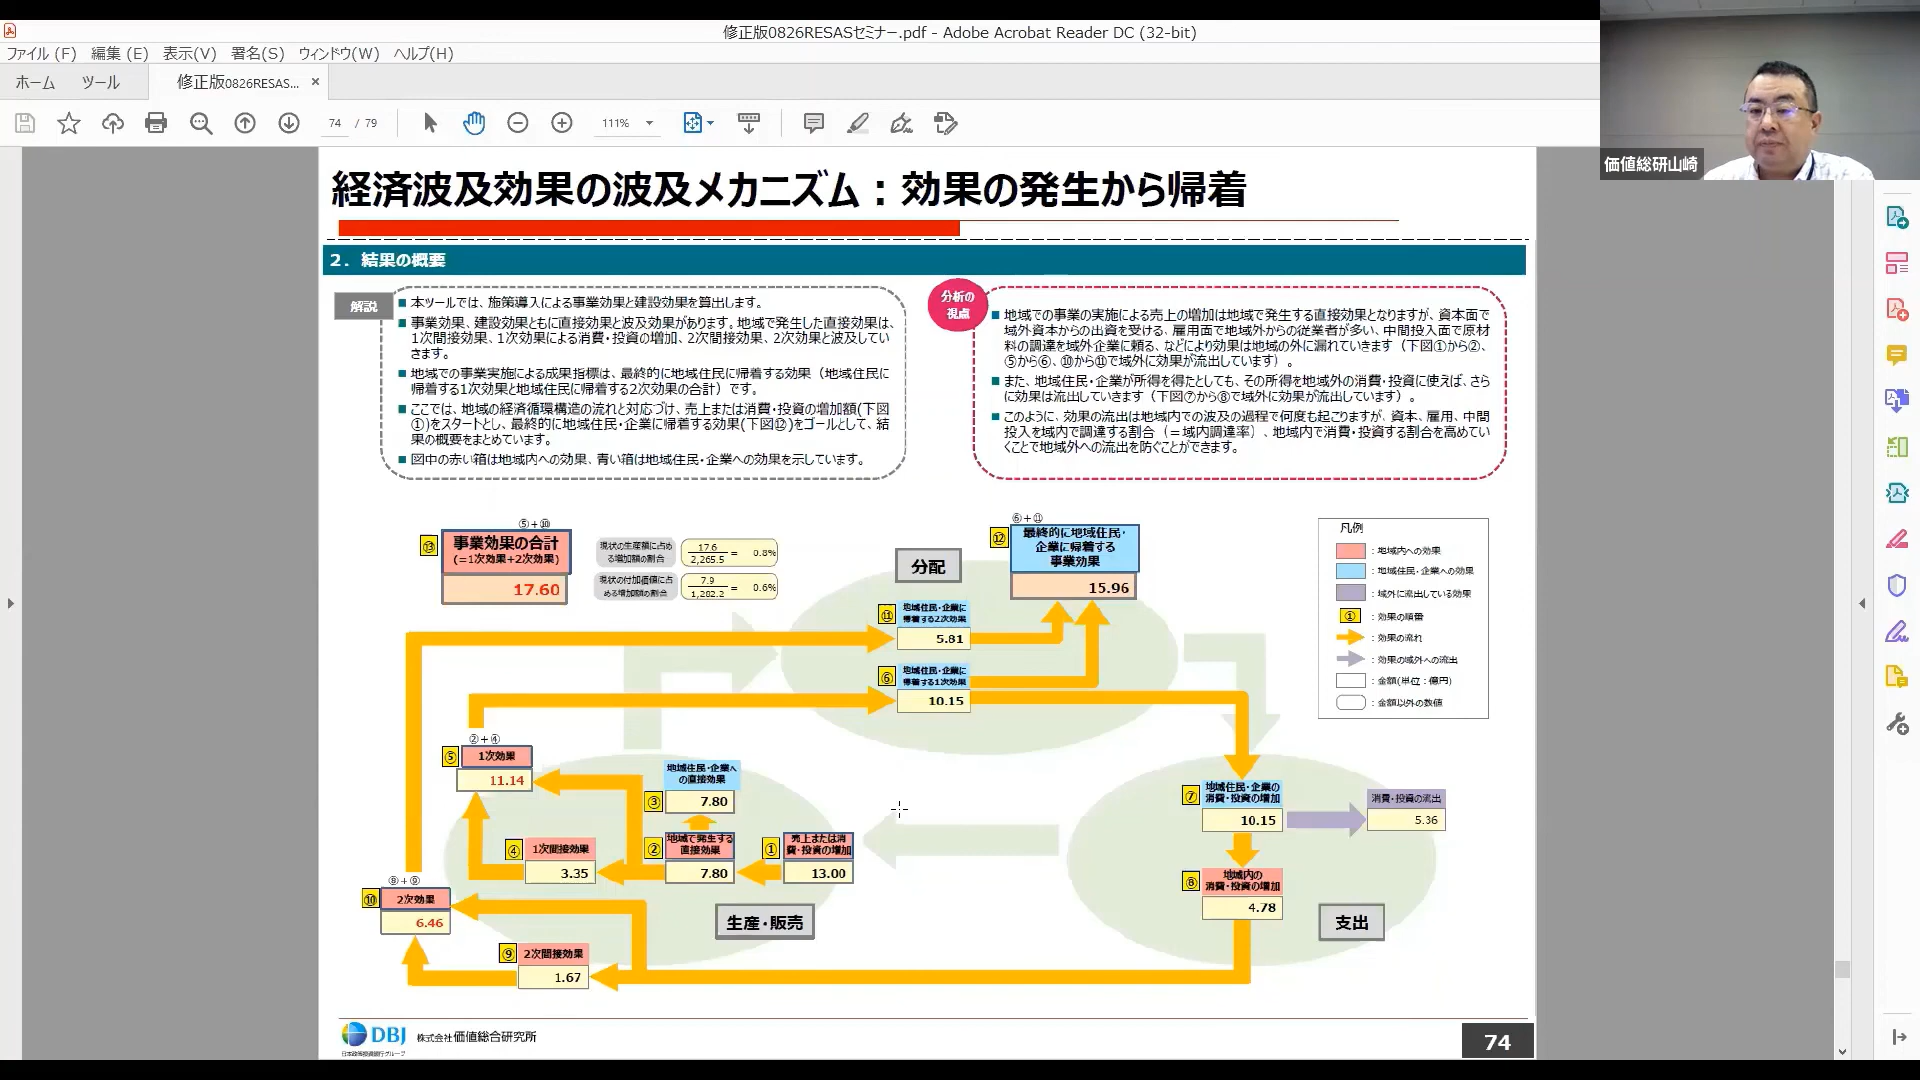 修正版0826RESASセミナー.pdf - Adobe Acrobat Reader DC (32-bit)
ファイル (F) 編集 (E) 表示(V) 署名(S) ウィンドウ(W) ヘルプ(H)
ホーム ツール 修正版0826RESAS... ×
74 / 79 111%
価値総研山崎
経済波及効果の波及メカニズム：効果の発生から帰着
２．結果の概要
解説
■ 本ツールでは、施策導入による事業効果と建設効果を算出します。
■ 事業効果、建設効果ともに直接効果と波及効果があります。地域で発生した直接効果は、
1次間接効果、1次効果による消費・投資の増加、2次間接効果、2次効果と波及してい
きます。
■ 地域での事業実施による成果指標は、最終的に地域住民に帰着する効果（地域住民に
帰着する1次効果と地域住民に帰着する2次効果の合計）です。
■ ここでは、地域の経済循環構造の流れと対応づけ、売上または消費・投資の増加額(下図
①)をスタートとし、最終的に地域住民・企業に帰着する効果(下図⑫)をゴールとして、結
果の概要をまとめています。
■ 図中の赤い箱は地域内への効果、青い箱は地域住民・企業への効果を示しています。
分析の
視点
■ 地域での事業の実施による売上の増加は地域で発生する直接効果となりますが、資本面で
域外資本からの出資を受ける、雇用面で地域外からの従業者が多い、中間投入面で原材
料の調達を域外企業に頼る、などにより効果は地域の外に漏れていきます（下図①から②、
⑤から⑥、⑩から⑪で域外に効果が流出しています）。
■ また、地域住民・企業が所得を得たとしても、その所得を地域外の消費・投資に使えば、さら
に効果は流出していきます（下図⑦から⑧で域外に効果が流出しています）。
■ このように、効果の流出は地域内での波及の過程で何度も起こりますが、資本、雇用、中間
投入を域内で調達する割合（＝域内調達率）、地域内で消費・投資する割合を高めてい
くことで地域外への流出を防ぐことができます。
⑤+⑩
⑬ 事業効果の合計
(=1次効果+2次効果)
17.60
現状の生産額に占め
る増加額の割合
17.6
2,265.5
= 0.8%
現状の付加価値に占
める増加額の割合
7.9
1,282.2
= 0.6%
分配
⑥+⑪
⑫ 最終的に地域住民・
企業に帰着する
事業効果
15.96
凡例
：地域内への効果
：地域住民・企業への効果
：域外に流出している効果
① ：効果の順番
：効果の流れ
：効果の域外への流出
：金額(単位：億円)
：金額以外の数値
⑪ 地域住民・企業に
帰着する2次効果
5.81
⑥ 地域住民・企業に
帰着する1次効果
10.15
②+④
⑤ 1次効果
11.14
地域住民・企業へ
の直接効果
③ 7.80
④ 1次間接効果
3.35
② 地域で発生する
直接効果
7.80
① 売上または消
費・投資の増加
13.00
⑦ 地域住民・企業の
消費・投資の増加
10.15
消費・投資の流出
5.36
⑧ 地域内の
消費・投資の増加
4.78
⑧+⑨
⑩ 2次効果
6.46
生産・販売
支出
⑨ 2次間接効果
1.67
DBJ 株式会社価値総合研究所
日本政策投資銀行グループ
74